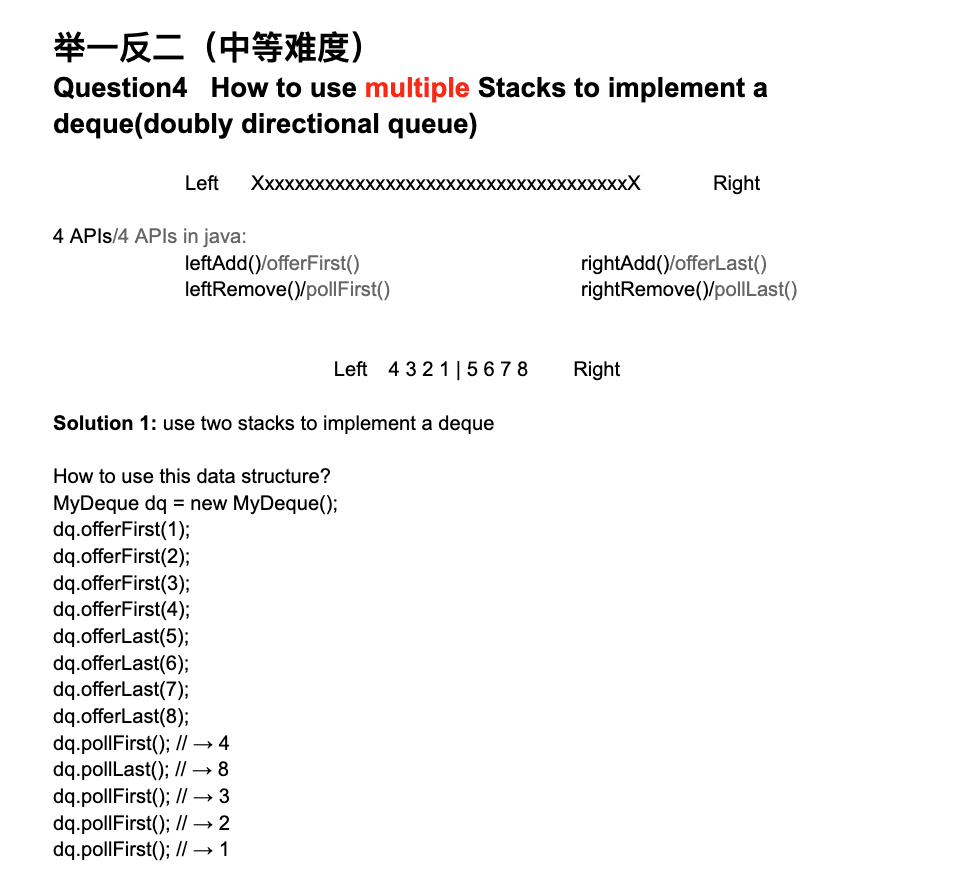 举一反二（中等难度）
Question4 How to use multiple Stacks to implement a
deque(doubly directional queue)
Left XxxxxxxxxxxxxxxxxxxxxxxxxxxxxxxxxxxxxX Right
4 APIs/4 APIs in java:
leftAdd()/offerFirst() rightAdd()/offerLast()
leftRemove()/pollFirst() rightRemove()/pollLast()
Left 4 3 2 1 | 5 6 7 8 Right
Solution 1: use two stacks to implement a deque
How to use this data structure?
MyDeque dq = new MyDeque();
dq.offerFirst(1);
dq.offerFirst(2);
dq.offerFirst(3);
dq.offerFirst(4);
dq.offerLast(5);
dq.offerLast(6);
dq.offerLast(7);
dq.offerLast(8);
dq.pollFirst(); // → 4
dq.pollLast(); // → 8
dq.pollFirst(); // → 3
dq.pollFirst(); // → 2
dq.pollFirst(); // → 1